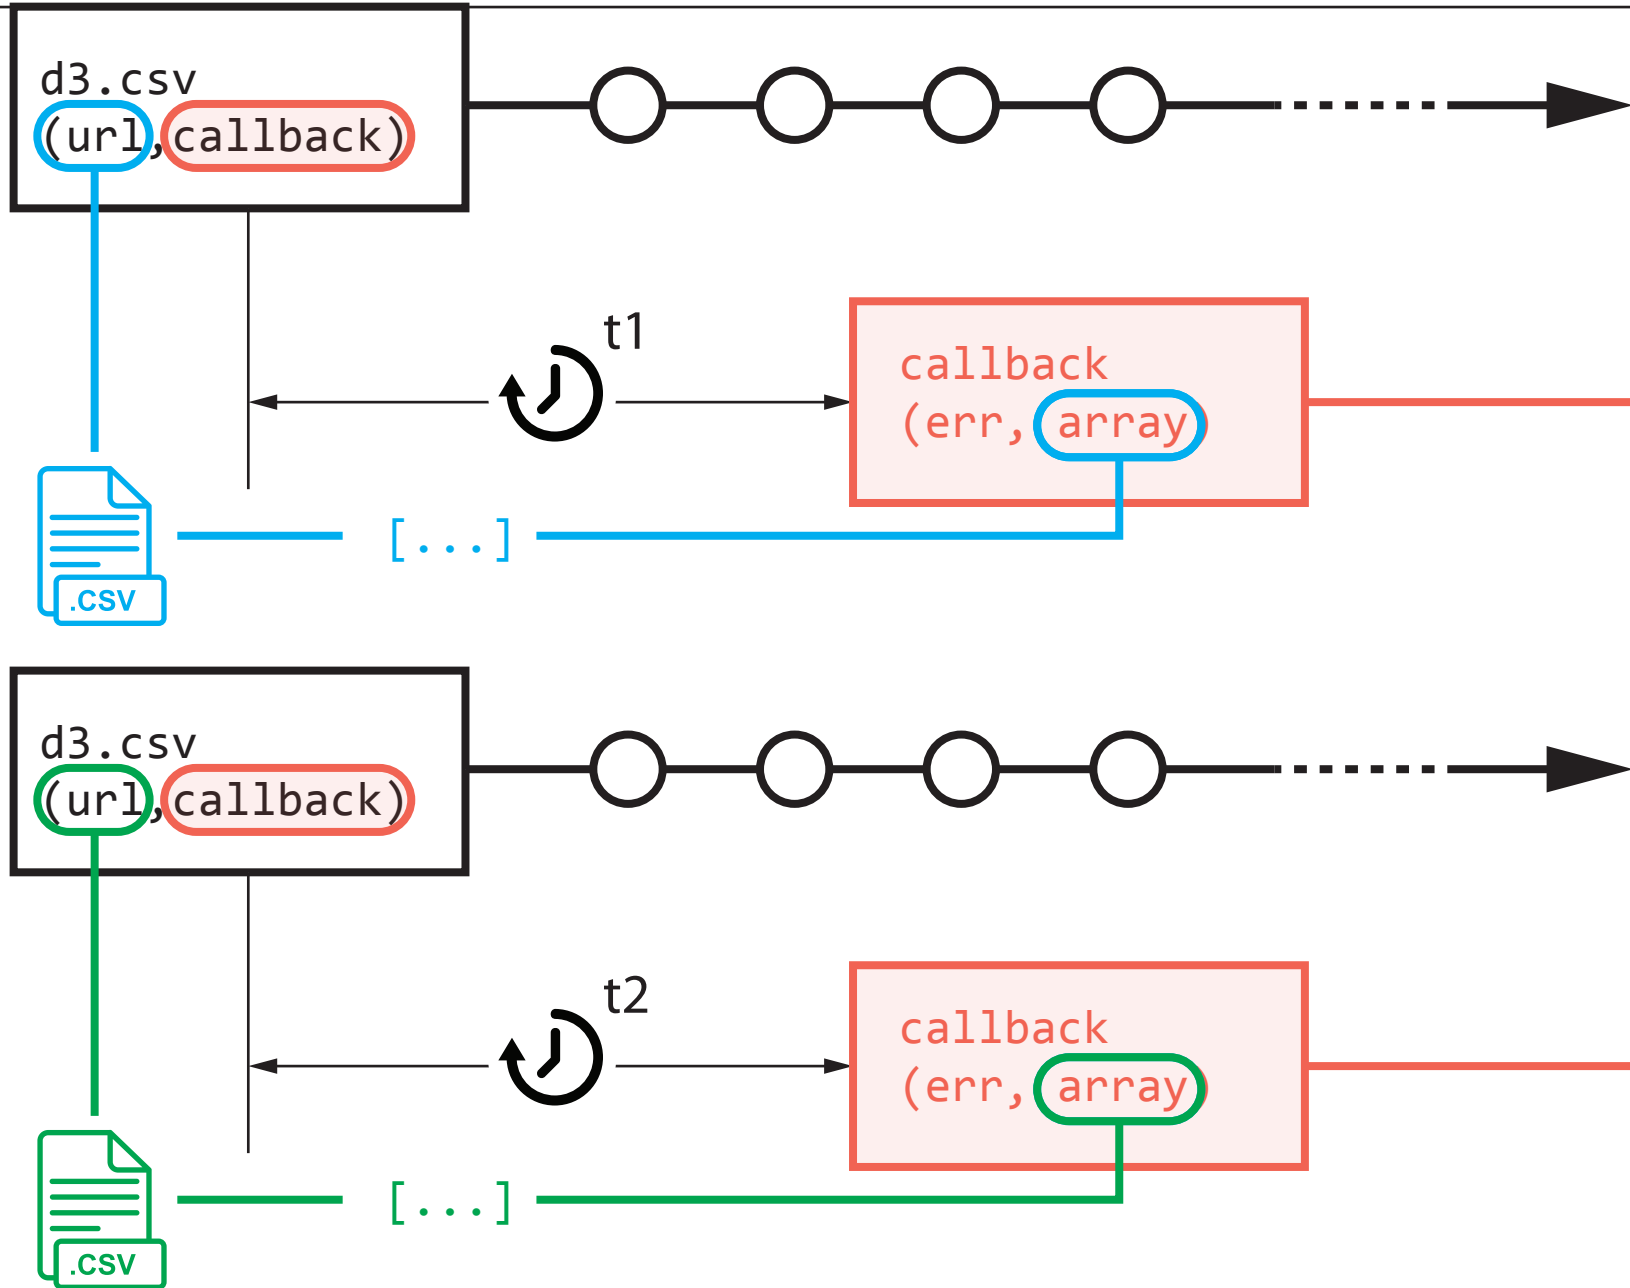 d3.csv
(url,callback)
t1
callback
(err, array)
[...]
.CSV
d3.csv
(url,callback)
t2
callback
(err, array)
[...]
.CSV